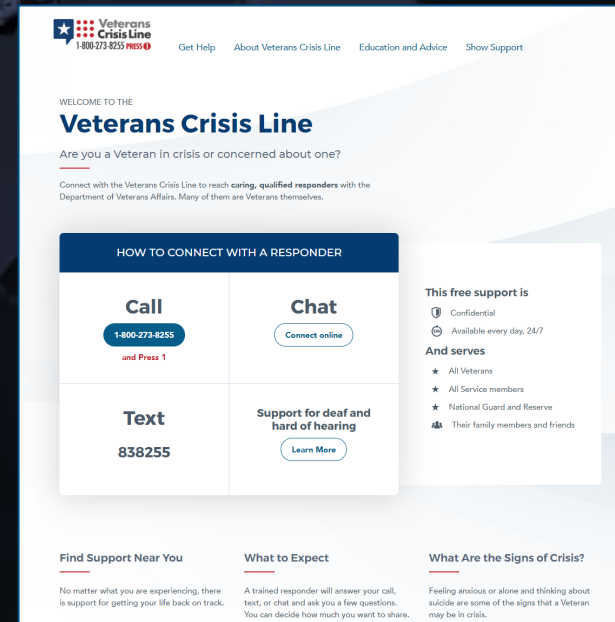 Veterans
Crisis Line
1-800-273-8255 PRESS 1
Get Help About Veterans Crisis Line Education and Advice Show Support
WELCOME TO THE
Veterans Crisis Line
Are you a Veteran in crisis or concerned about one?
Connect with the Veterans Crisis Line to reach caring, qualified responders with the
Department of Veterans Affairs. Many of them are Veterans themselves.
HOW TO CONNECT WITH A RESPONDER
Call
1-800-273-8255
and Press 1
Chat
Connect online
Text
838255
Support for deaf and
hard of hearing
Learn More
This free support is
Confidential
Available every day, 24/7
And serves
All Veterans
All Service members
National Guard and Reserve
Their family members and friends
Find Support Near You
No matter what you are experiencing, there
is support for getting your life back on track.
What to Expect
A trained responder will answer your call,
text, or chat and ask you a few questions.
You can decide how much you want to share.
What Are the Signs of Crisis?
Feeling anxious or alone and thinking about
suicide are some of the signs that a Veteran
may be in crisis.